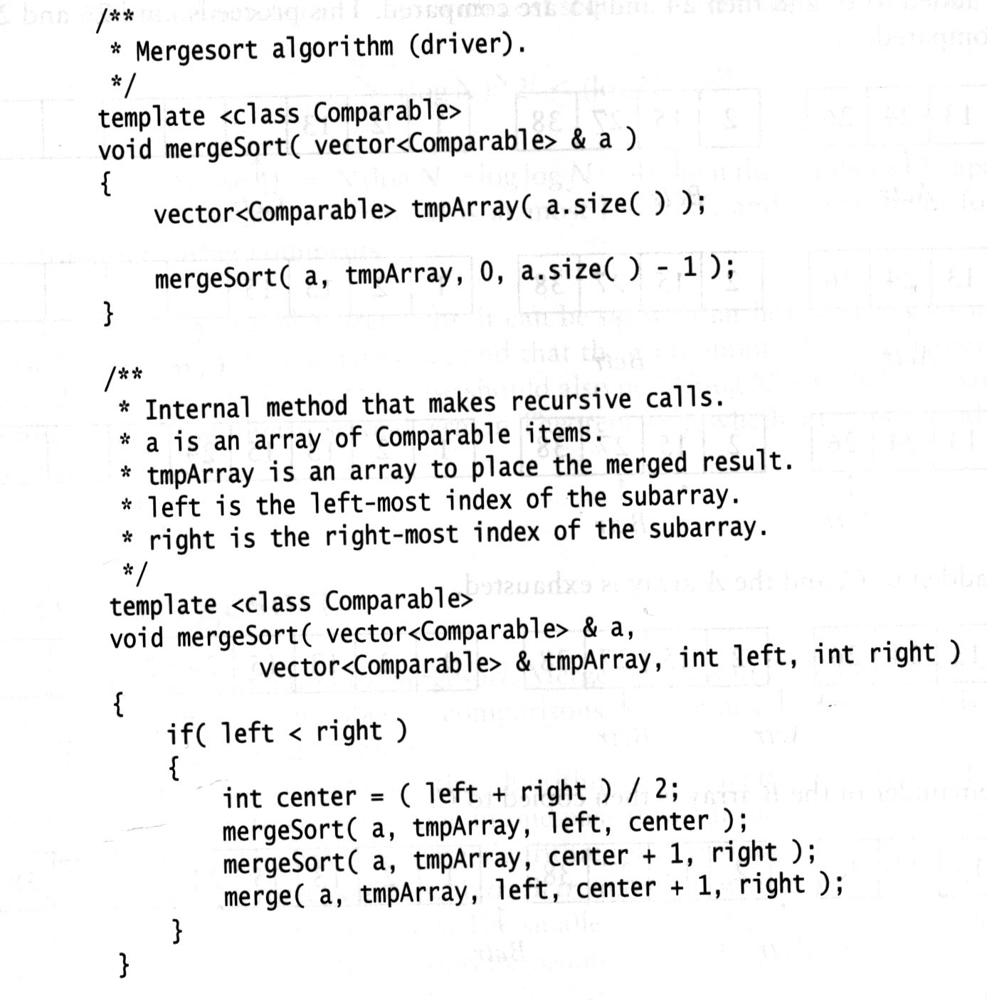 /**
 * Mergesort algorithm (driver).
 */
template <class Comparable>
void mergeSort( vector<Comparable> & a )
{
    vector<Comparable> tmpArray( a.size( ) );

    mergeSort( a, tmpArray, 0, a.size( ) - 1 );
}

/**
 * Internal method that makes recursive calls.
 * a is an array of Comparable items.
 * tmpArray is an array to place the merged result.
 * left is the left-most index of the subarray.
 * right is the right-most index of the subarray.
 */
template <class Comparable>
void mergeSort( vector<Comparable> & a,
            vector<Comparable> & tmpArray, int left, int right )
{
    if( left < right )
    {
        int center = ( left + right ) / 2;
        mergeSort( a, tmpArray, left, center );
        mergeSort( a, tmpArray, center + 1, right );
        merge( a, tmpArray, left, center + 1, right );
    }
}